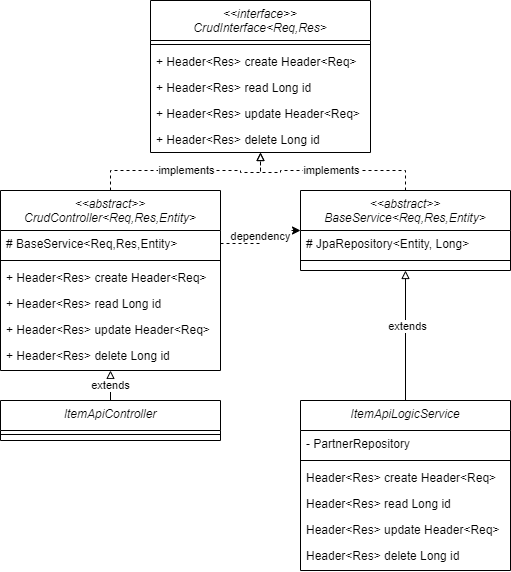 <<interface>>
CrudInterface<Req,Res>
+ Header<Res> create Header<Req>
+ Header<Res> read Long id
+ Header<Res> update Header<Req>
+ Header<Res> delete Long id
implements
implements
<<abstract>>
CrudController<Req,Res,Entity>
# BaseService<Req,Res,Entity>
+ Header<Res> create Header<Req>
+ Header<Res> read Long id
+ Header<Res> update Header<Req>
+ Header<Res> delete Long id
dependency
<<abstract>>
BaseService<Req,Res,Entity>
# JpaRepository<Entity, Long>
extends
extends
ItemApiController
ItemApiLogicService
- PartnerRepository
Header<Res> create Header<Req>
Header<Res> read Long id
Header<Res> update Header<Req>
Header<Res> delete Long id